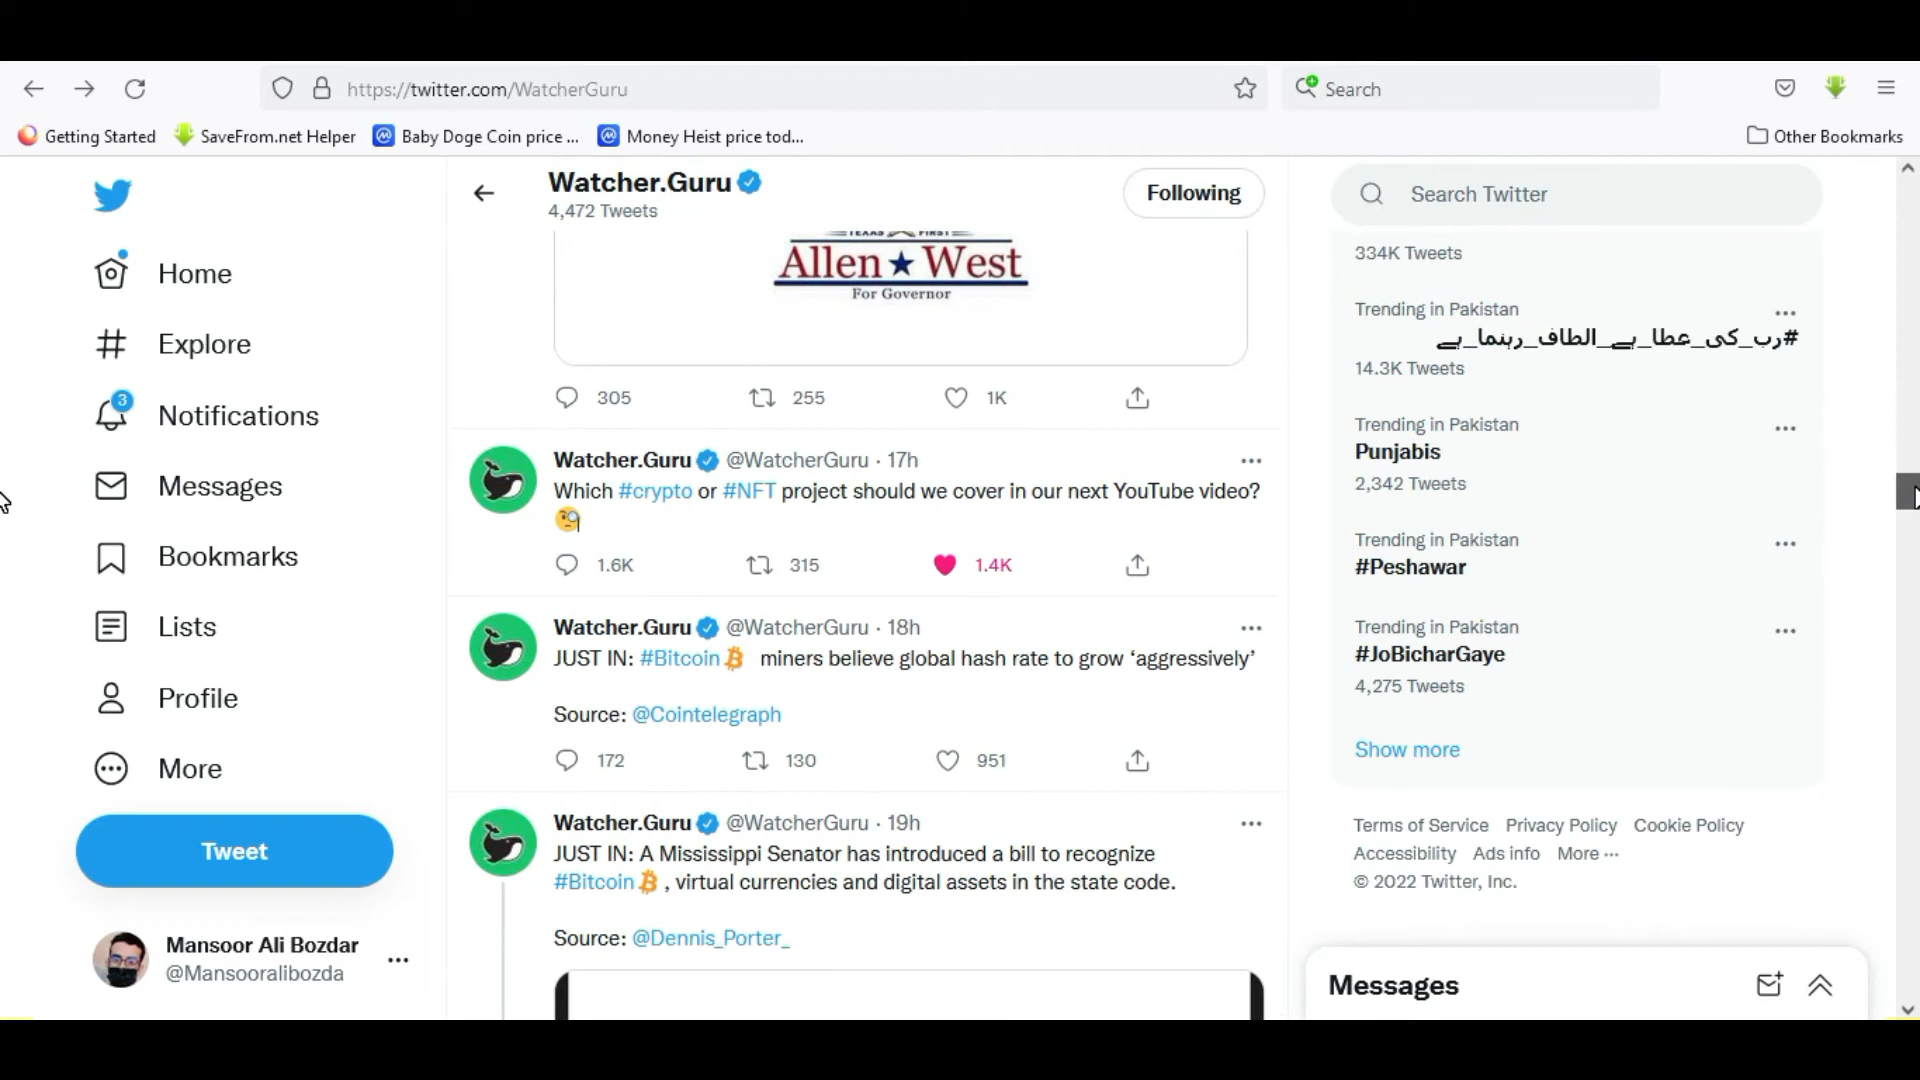 https://twitter.com/WatcherGuru
Search
Getting Started
SaveFrom.net Helper
Baby Doge Coin price ...
Money Heist price tod...
Other Bookmarks
Home
Explore
3
Notifications
Messages
Bookmarks
Lists
Profile
More
Tweet
Mansoor Ali Bozdar
@Mansooralibozda
Watcher.Guru
4,472 Tweets
Following
TEXAS FIRST
Allen West
For Governor
305 255 1K
Watcher.Guru @WatcherGuru · 17h
Which #crypto or #NFT project should we cover in our next YouTube video?
🧐
1.6K 315 1.4K
Watcher.Guru @WatcherGuru · 18h
JUST IN: #Bitcoin miners believe global hash rate to grow ‘aggressively’
Source: @Cointelegraph
172 130 951
Watcher.Guru @WatcherGuru · 19h
JUST IN: A Mississippi Senator has introduced a bill to recognize
#Bitcoin , virtual currencies and digital assets in the state code.
Source: @Dennis_Porter_
Search Twitter
334K Tweets
Trending in Pakistan
#رب_کی_عطا_ہے_الطاف_رہنما_ہے
14.3K Tweets
Trending in Pakistan
Punjabis
2,342 Tweets
Trending in Pakistan
#Peshawar
Trending in Pakistan
#JoBicharGaye
4,275 Tweets
Show more
Terms of Service Privacy Policy Cookie Policy
Accessibility Ads info More ···
© 2022 Twitter, Inc.
Messages